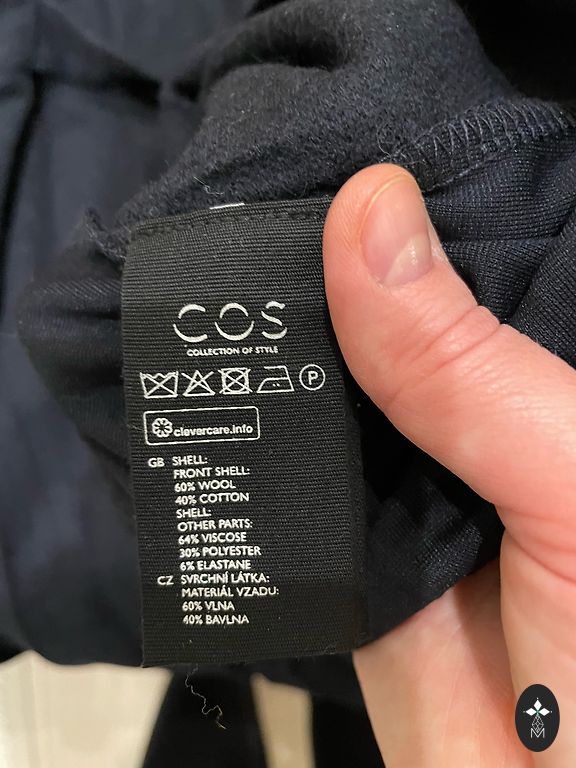 COS
COLLECTION OF STYLE
P
clevercare.info
GB SHELL:
FRONT SHELL:
60% WOOL
40% COTTON
SHELL:
OTHER PARTS:
64% VISCOSE
30% POLYESTER
6% ELASTANE
CZ SVRCHNÍ LÁTKA:
MATERIÁL VZADU:
60% VLNA
40% BAVLNA
M